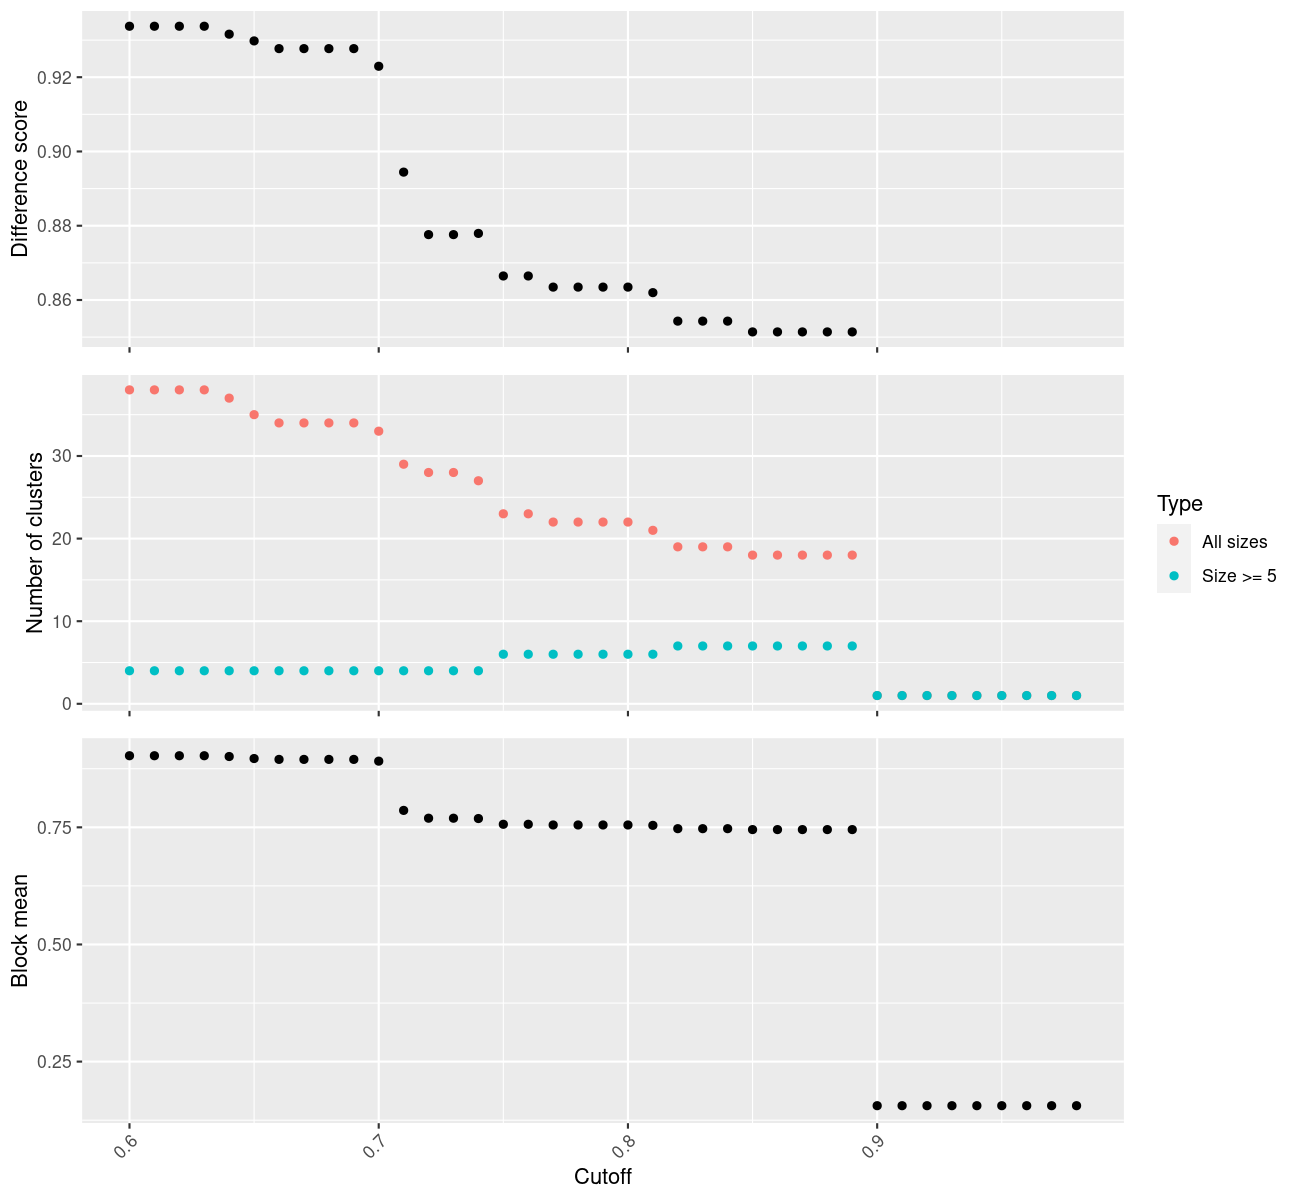 Difference score
0.92
0.90
0.88
0.86
Number of clusters
30
20
10
0
Type
All sizes
Size >= 5
Block mean
0.75
0.50
0.25
0.6
0.7
0.8
0.9
Cutoff